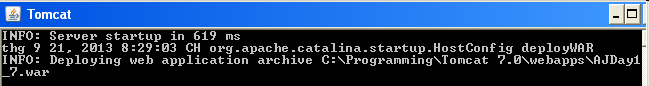 Tomcat
INFO: Server startup in 619 ms
thg 9 21, 2013 8:29:03 CH org.apache.catalina.startup.HostConfig deployWAR
INFO: Deploying web application archive C:\Programming\Tomcat 7.0\webapps\AJDay1
_7.war